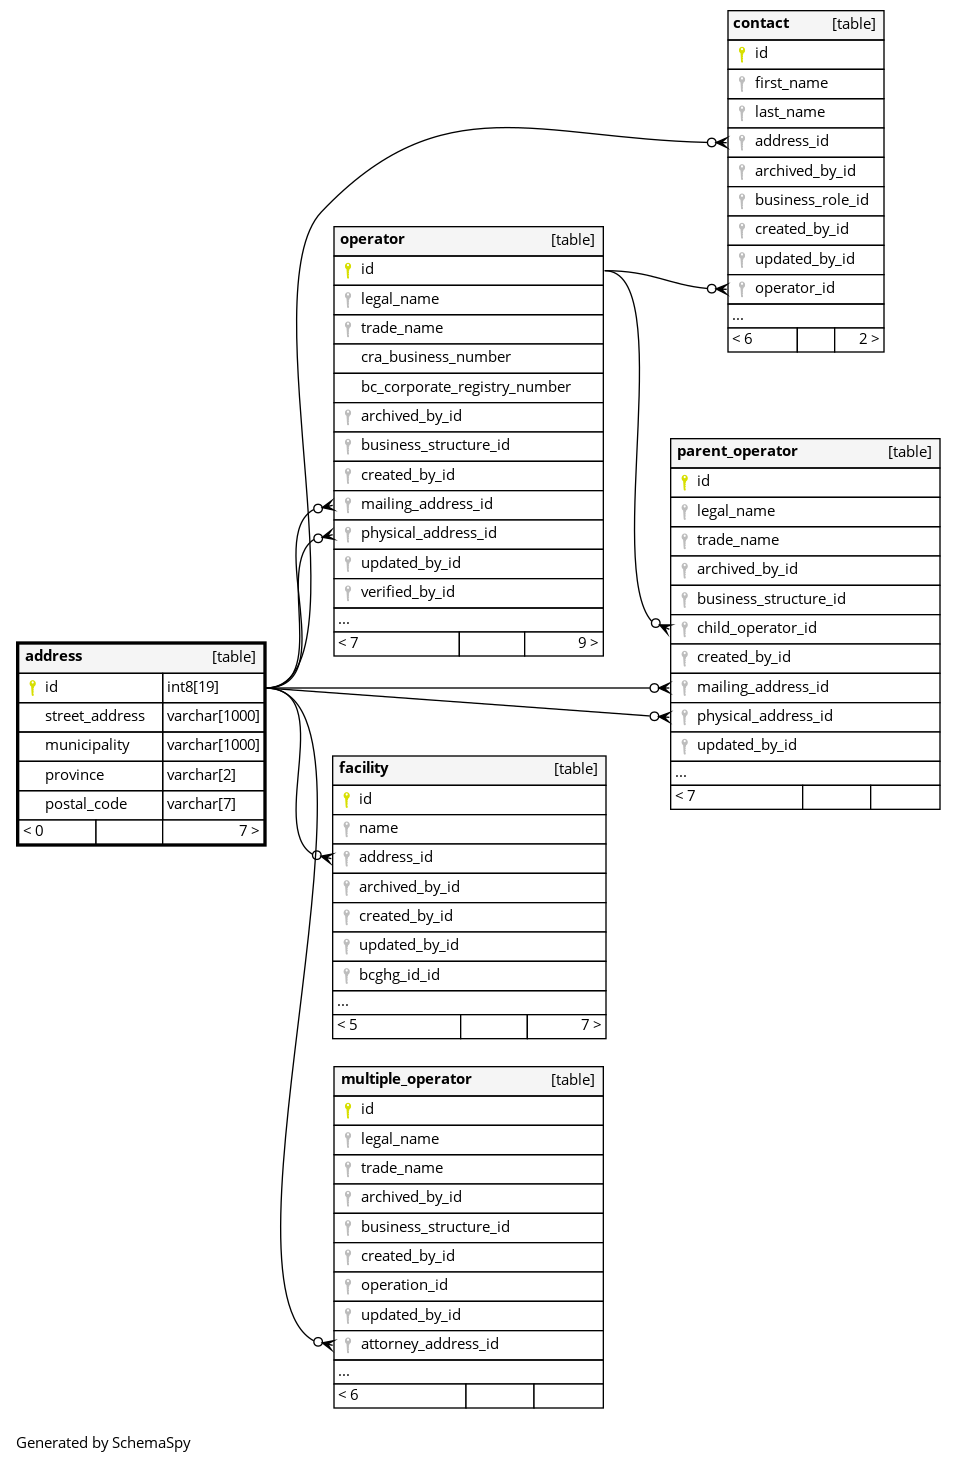 contact [table]
id
first_name
last_name
address_id
archived_by_id
business_role_id
created_by_id
updated_by_id
operator_id
...
< 6 2 >
operator [table]
id
legal_name
trade_name
cra_business_number
bc_corporate_registry_number
archived_by_id
business_structure_id
created_by_id
mailing_address_id
physical_address_id
updated_by_id
verified_by_id
...
< 7 9 >
parent_operator [table]
id
legal_name
trade_name
archived_by_id
business_structure_id
child_operator_id
created_by_id
mailing_address_id
physical_address_id
updated_by_id
...
< 7
address [table]
id int8[19]
street_address varchar[1000]
municipality varchar[1000]
province varchar[2]
postal_code varchar[7]
< 0 7 >
facility [table]
id
name
address_id
archived_by_id
created_by_id
updated_by_id
bcghg_id_id
...
< 5 7 >
multiple_operator [table]
id
legal_name
trade_name
archived_by_id
business_structure_id
created_by_id
operation_id
updated_by_id
attorney_address_id
...
< 6
Generated by SchemaSpy